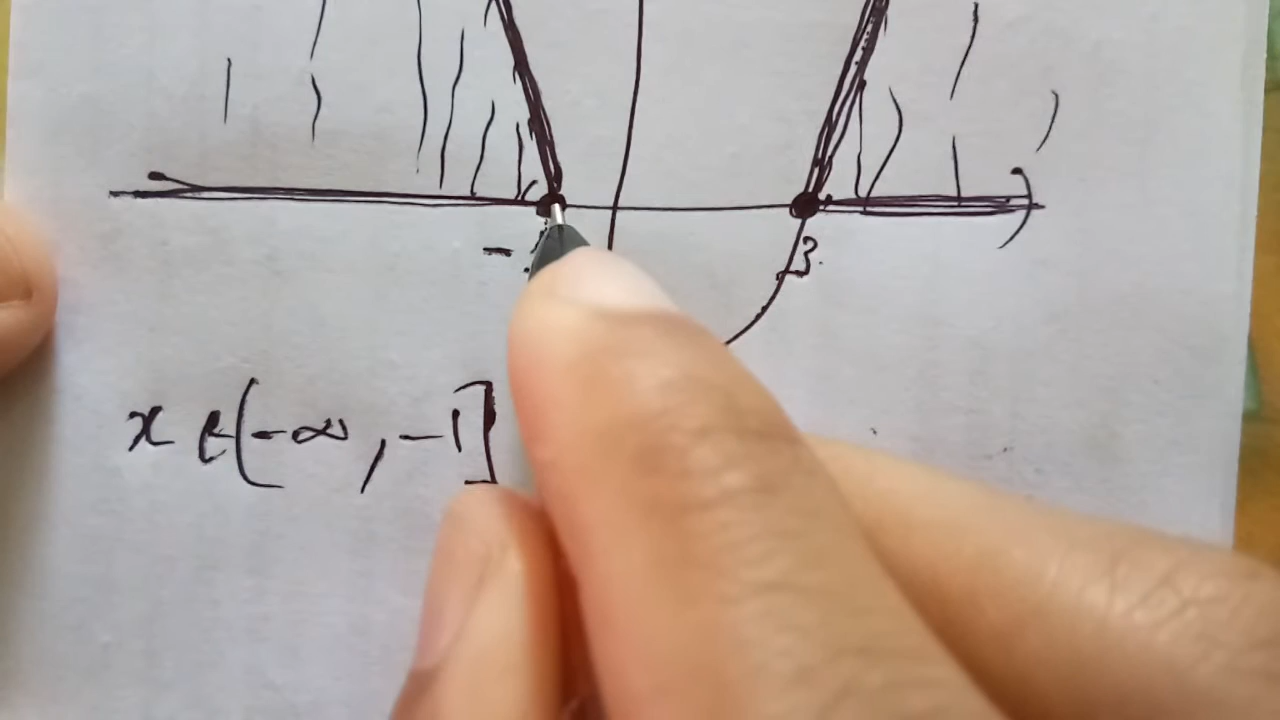 3
x ∈ (-∞, -1]